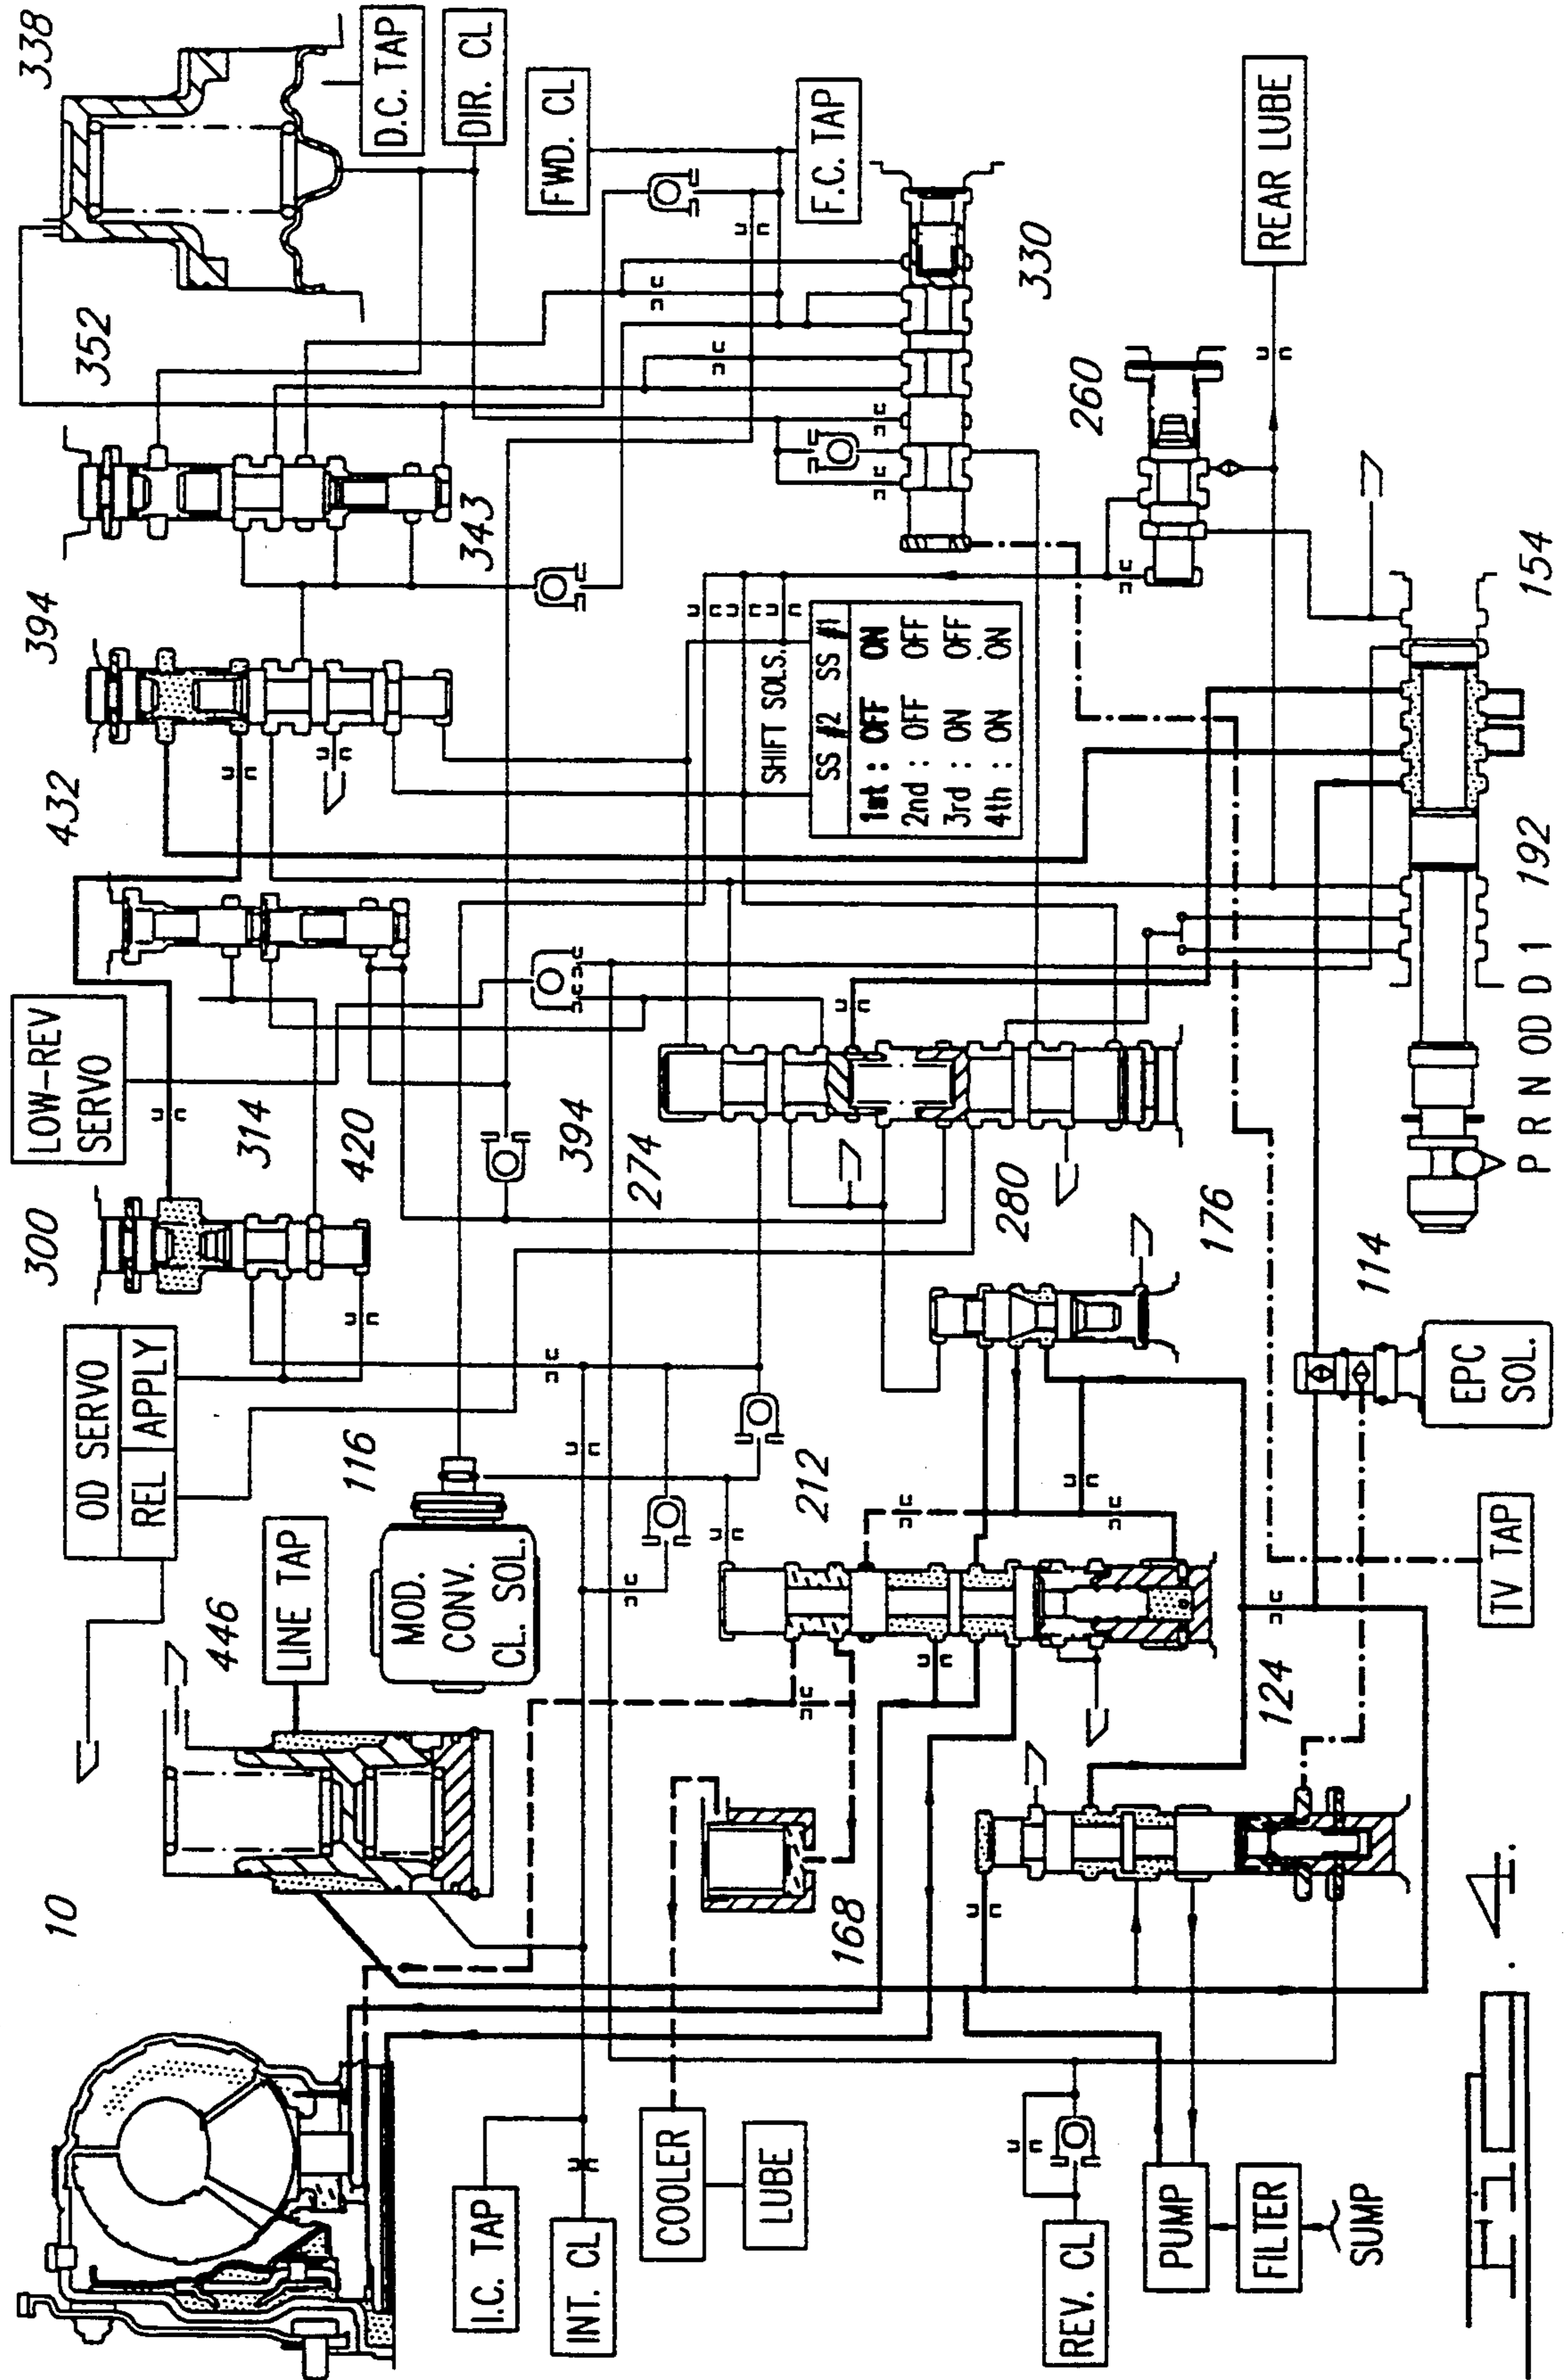 10
446
LINE TAP
OD SERVO
REL APPLY
300
LOW-REV
SERVO
314
420
432
394
352
338
343
D.C. TAP
DIR. CL
FWD. CL
F.C. TAP
330
I.C. TAP
INT. CL
116
MOD.
CONV.
CL. SOL.
394
274
280
SHIFT SOLS.
SS #2 SS #1
1st : OFF ON
2nd : OFF OFF
3rd : ON OFF
4th : ON ON
260
REAR LUBE
COOLER
LUBE
168
212
176
REV. CL
PUMP
FILTER
SUMP
124
TV TAP
114
EPC
SOL.
P R N OD D 1
192
154
4.